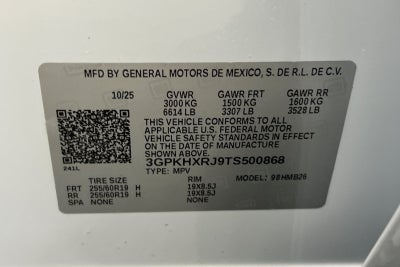 MFD BY GENERAL MOTORS DE MEXICO, S. DE R.L. DE C.V.
10/25 GVWR GAWR FRT GAWR RR
3000 KG 1500 KG 1600 KG
6614 LB 3307 LB 3528 LB
THIS VEHICLE CONFORMS TO ALL
APPLICABLE U.S. FEDERAL MOTOR
VEHICLE SAFETY STANDARDS IN EFFECT
ON THE DATE OF MANUFACTURE
SHOWN ABOVE.
3GPKHXRJ9TS500868
TYPE: MPV
241L
MODEL: 98HMB26
TIRE SIZE RIM
FRT 255/60R19 H 19X8.5J
RR 255/60R19 H 19X8.5J
SPA NONE NONE